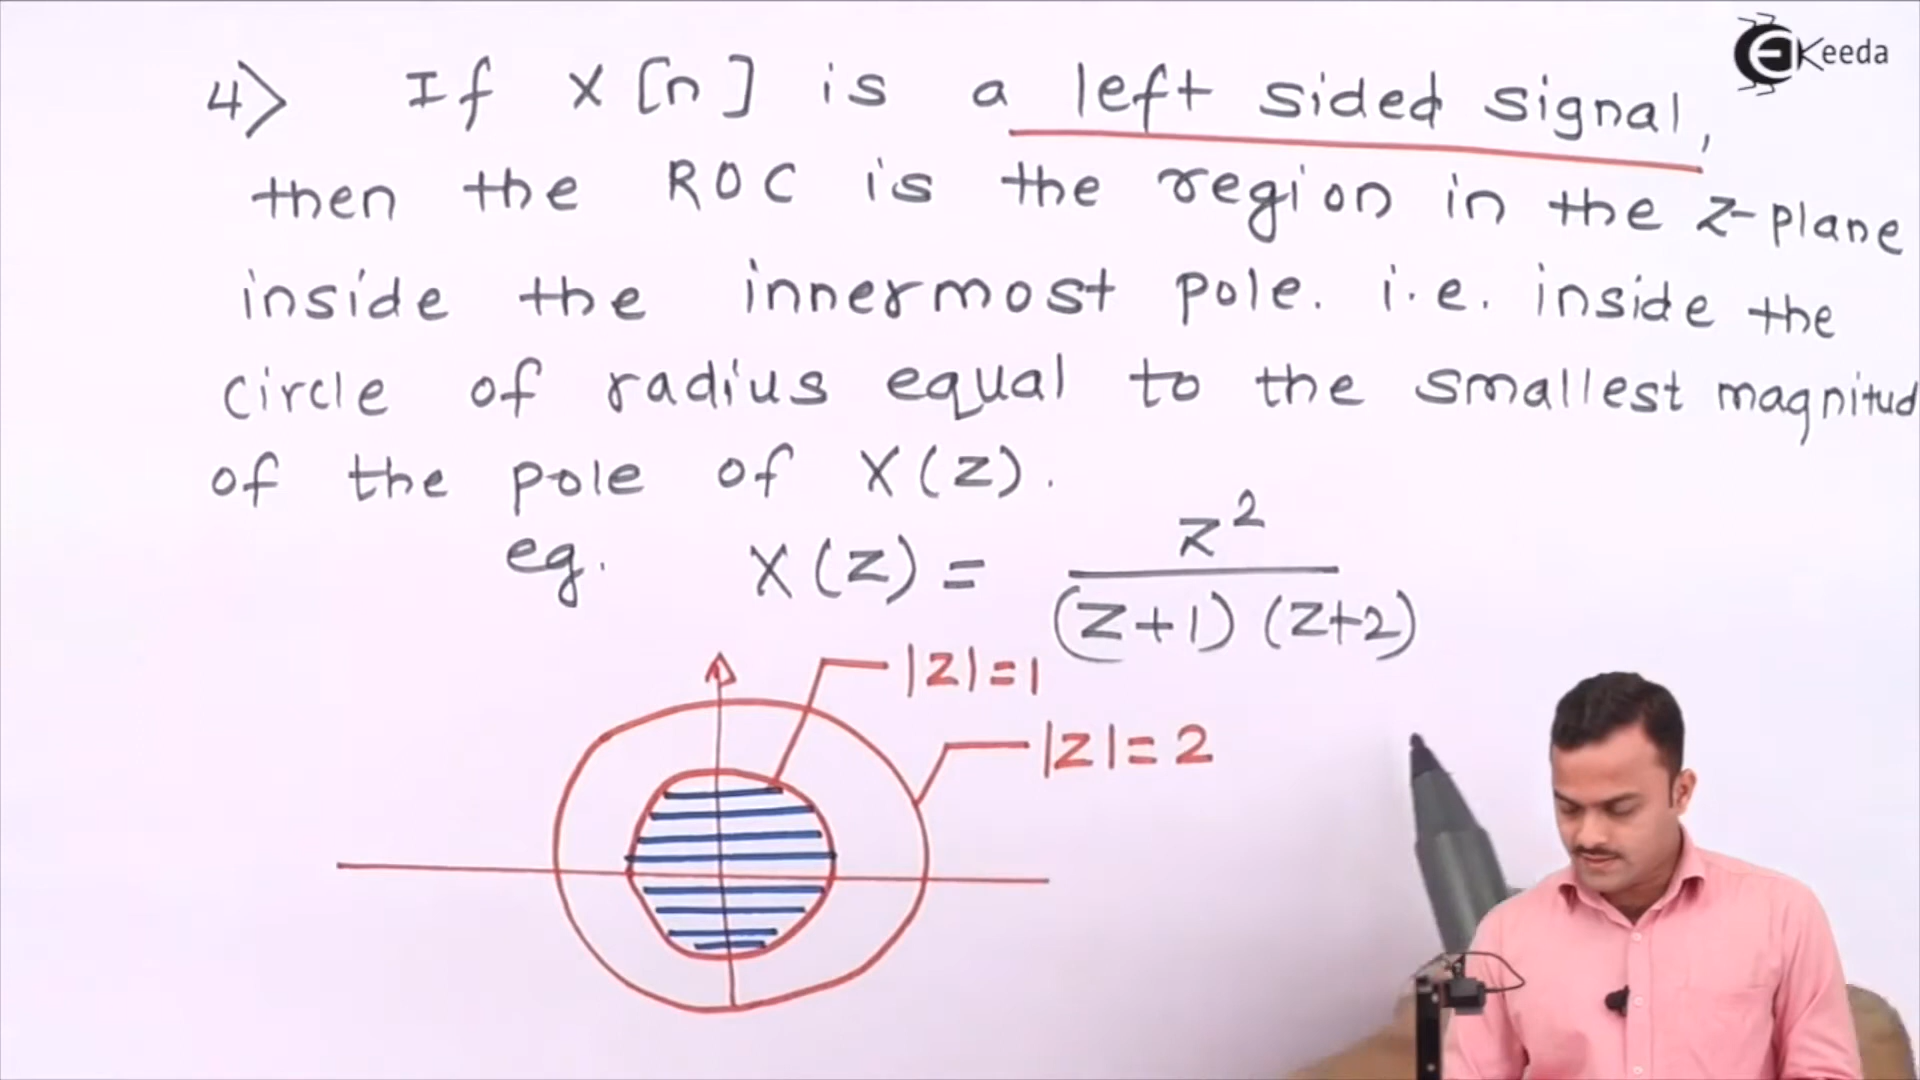 EKeeda
4> If x[n] is a left sided signal,
then the ROC is the region in the z-plane
inside the innermost pole. i.e. inside the
circle of radius equal to the smallest magnitud
of the pole of X(z).
eg. X(z) = z²
(z+1) (z+2)
|z|=1
|z|=2